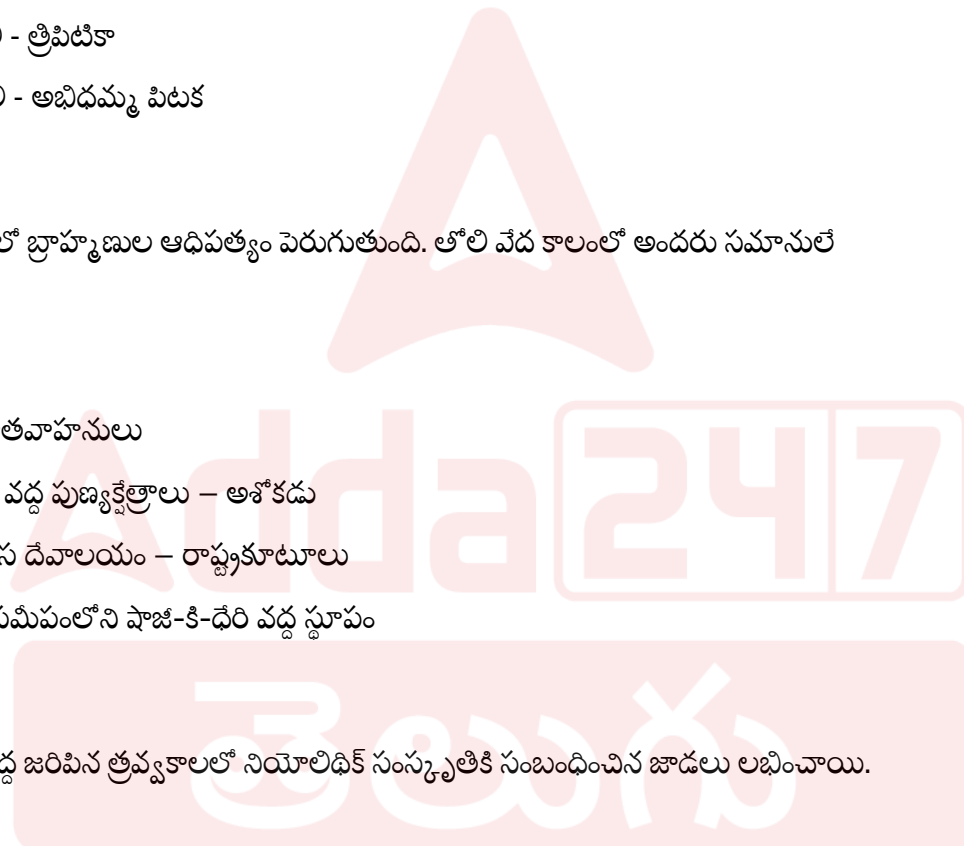 - త్రిపిటికా
- అభిధమ్మ పిటక
లో బ్రాహ్మణుల ఆధిపత్యం పెరుగుతుంది. తోలి వేద కాలంలో అందరు సమానులే
తవాహనులు
వద్ద పుణ్యక్షేత్రాలు – అశోకడు
స దేవాలయం – రాష్ట్రకూటూలు
సమీపంలోని షాజీ-కి-ధేరి వద్ద స్థూపం
ద్ద జరిపిన త్రవ్వకాలలో నియోలిథిక్ సంస్కృతికి సంబంధించిన జాడలు లభించాయి.
Adda247
తెలుగు